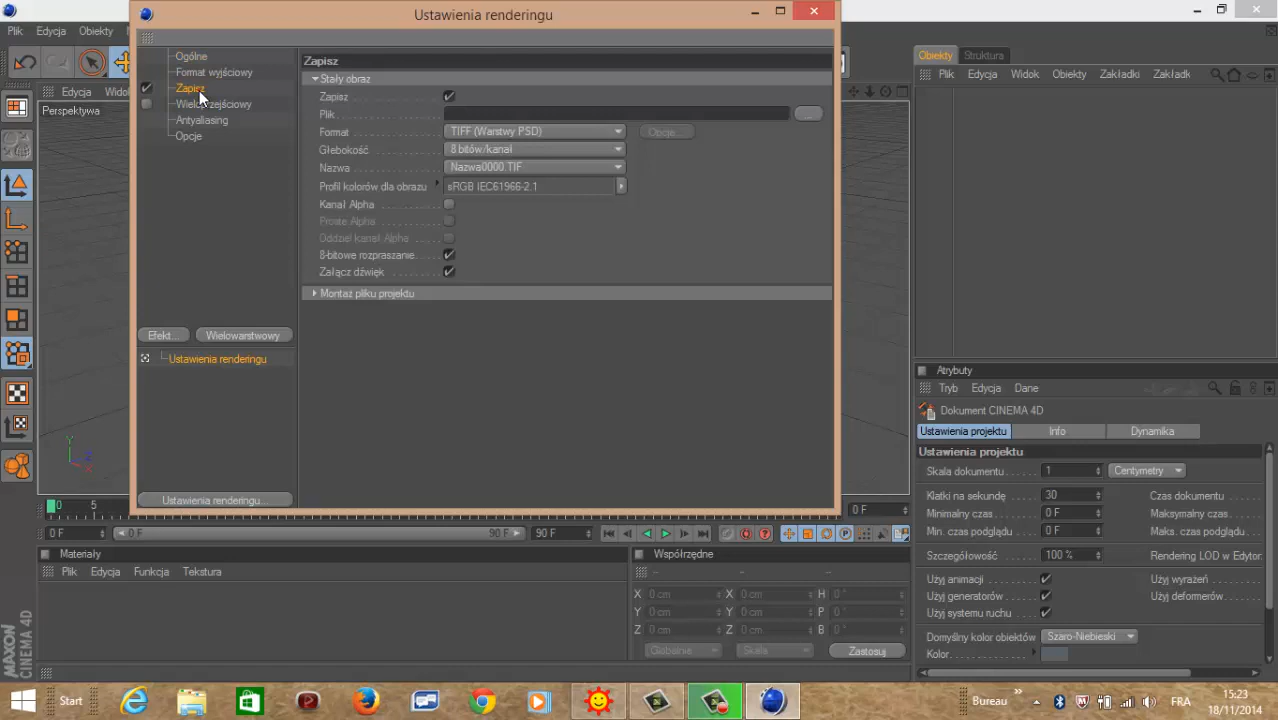 Ustawienia renderingu
Plik Edycja Obiekty
Ogólne
Format wyjściowy
Zapisz
Antyaliasing
Opcje
Efekt...
Wielowarstwowy
Ustawienia renderingu
Ustawienia renderingu...
Zapisz
Stały obraz
Zapisz
Plik
...
Format TIFF (Warstwy PSD) Opcje...
Głebokość 8 bitów/kanał
Nazwa Nazwa0000.TIF
Profil kolorów dla obrazu sRGB IEC61966-2.1
Kanał Alpha
Proste Alpha
Oddziel kanał Alpha
8-bitowe rozpraszanie
Załącz dźwięk
Montaż pliku projektu
Edycja
Perspektywa
Y
Z
X
Obiekty Struktura
Plik Edycja Widok Obiekty Zakładki Zakładk
Atrybuty
Tryb Edycja Dane
Dokument CINEMA 4D
Ustawienia projektu Info Dynamika
Ustawienia projektu
Skala dokumentu 1 Centymetry
Klatki na sekundę 30 Czas dokumentu
Minimalny czas 0 F Maksymalny czas
Min. czas podglądu 0 F Maks. czas podglądu
Szczegółowość 100 % Rendering LOD w Edytor
Użyj animacji Użyj wyrażeń
Użyj generatorów Użyj deformerów
Użyj systemu ruchu
Domyślny kolor obiektów Szaro-Niebieski
Kolor
0 5
0 F
0 F 0 F 90 F 90 F
Materiały
Plik Edycja Funkcja Tekstura
Współrzędne
-- -- --
X 0 cm X 0 cm H 0 °
Y 0 cm Y 0 cm P 0 °
Z 0 cm Z 0 cm B 0 °
Globalnie Skala Zastosuj
MAXON
CINEMA 4D
Start
Bureau
FRA
15:23
18/11/2014